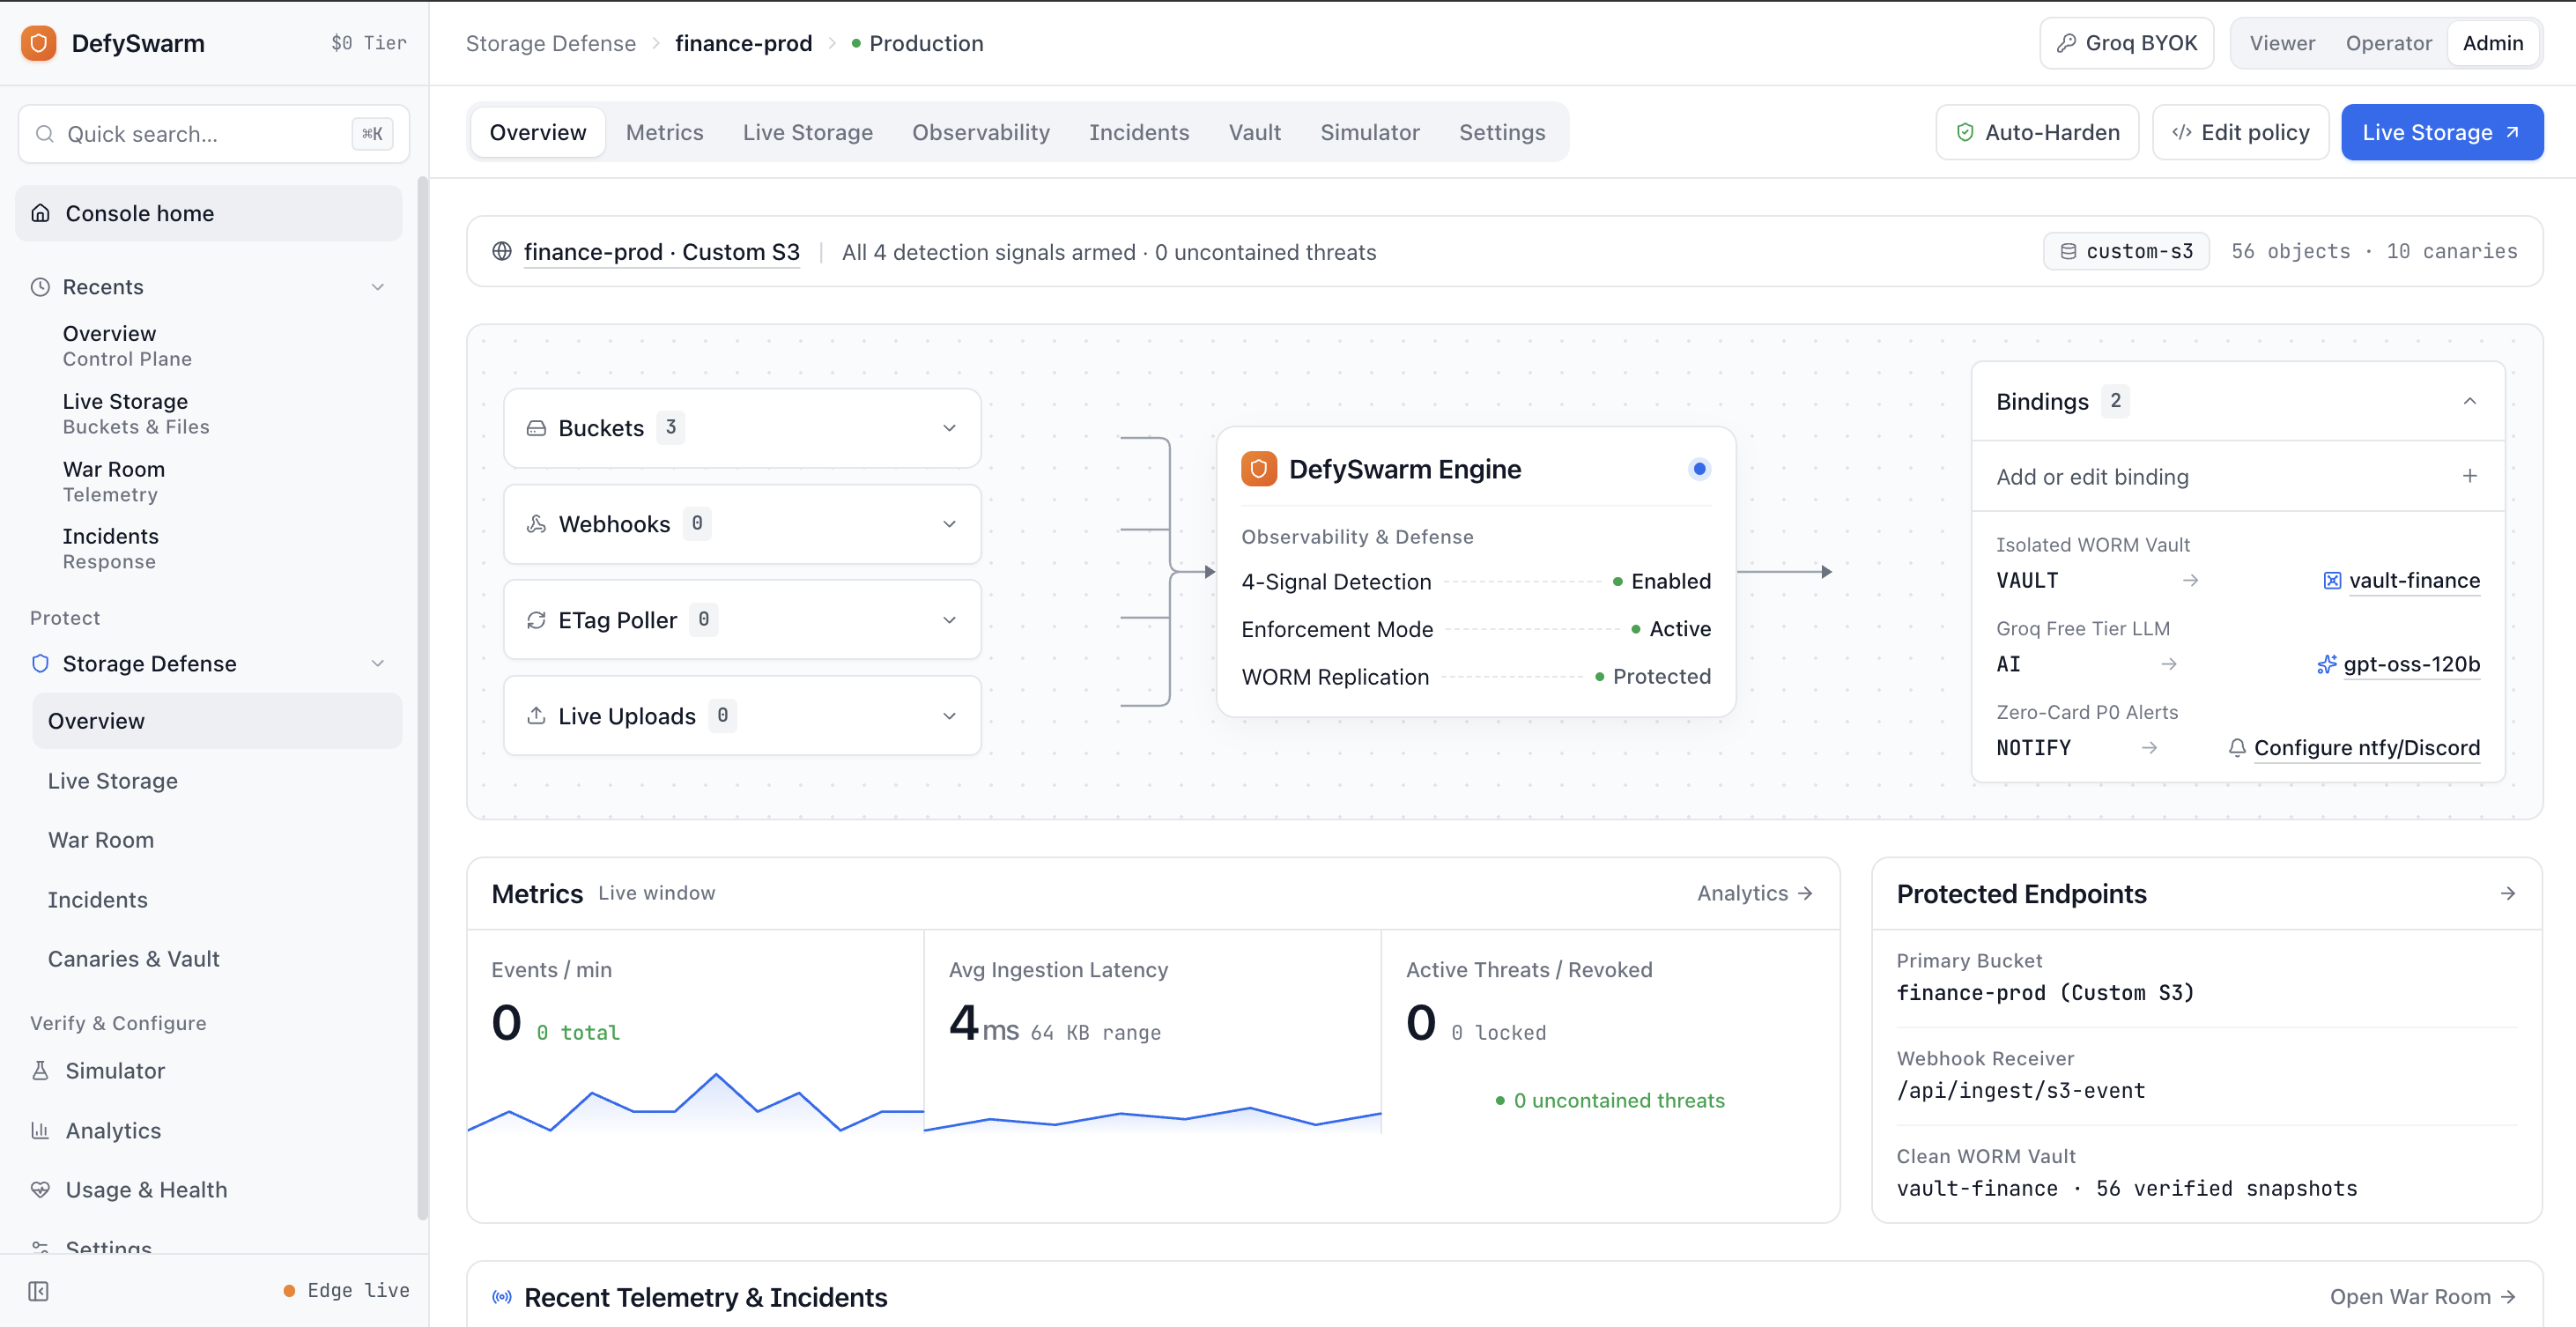 DefySwarm
$0 Tier
Quick search...
⌘K
Console home
Recents
Overview
Control Plane
Live Storage
Buckets & Files
War Room
Telemetry
Incidents
Response
Protect
Storage Defense
Overview
Live Storage
War Room
Incidents
Canaries & Vault
Verify & Configure
Simulator
Analytics
Usage & Health
Settings
Edge live
Storage Defense > finance-prod > Production
Groq BYOK
Viewer Operator Admin
Overview Metrics Live Storage Observability Incidents Vault Simulator Settings
Auto-Harden
Edit policy
Live Storage
finance-prod · Custom S3 | All 4 detection signals armed · 0 uncontained threats
custom-s3
56 objects · 10 canaries
Buckets 3
Webhooks 0
ETag Poller 0
Live Uploads 0
DefySwarm Engine
Observability & Defense
4-Signal Detection Enabled
Enforcement Mode Active
WORM Replication Protected
Bindings 2
Add or edit binding +
Isolated WORM Vault
VAULT → vault-finance
Groq Free Tier LLM
AI → gpt-oss-120b
Zero-Card P0 Alerts
NOTIFY → Configure ntfy/Discord
Metrics Live window
Analytics →
Events / min
0 0 total
Avg Ingestion Latency
4 ms 64 KB range
Active Threats / Revoked
0 0 locked
0 uncontained threats
Protected Endpoints →
Primary Bucket
finance-prod (Custom S3)
Webhook Receiver
/api/ingest/s3-event
Clean WORM Vault
vault-finance · 56 verified snapshots
Recent Telemetry & Incidents
Open War Room →